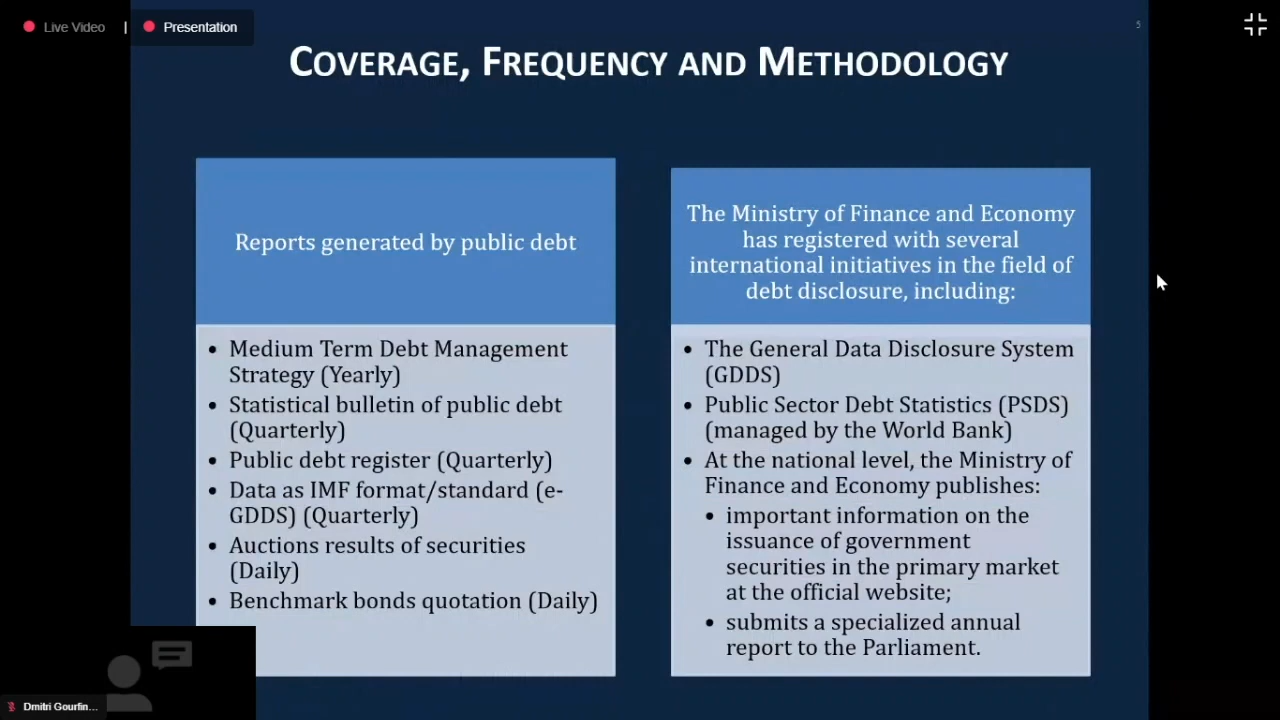 Live Video | Presentation
5
COVERAGE, FREQUENCY AND METHODOLOGY
Reports generated by public debt
• Medium Term Debt Management
Strategy (Yearly)
• Statistical bulletin of public debt
(Quarterly)
• Public debt register (Quarterly)
• Data as IMF format/standard (e-
GDDS) (Quarterly)
• Auctions results of securities
(Daily)
• Benchmark bonds quotation (Daily)
The Ministry of Finance and Economy
has registered with several
international initiatives in the field of
debt disclosure, including:
• The General Data Disclosure System
(GDDS)
• Public Sector Debt Statistics (PSDS)
(managed by the World Bank)
• At the national level, the Ministry of
Finance and Economy publishes:
• important information on the
issuance of government
securities in the primary market
at the official website;
• submits a specialized annual
report to the Parliament.
Dmitri Gourfin...